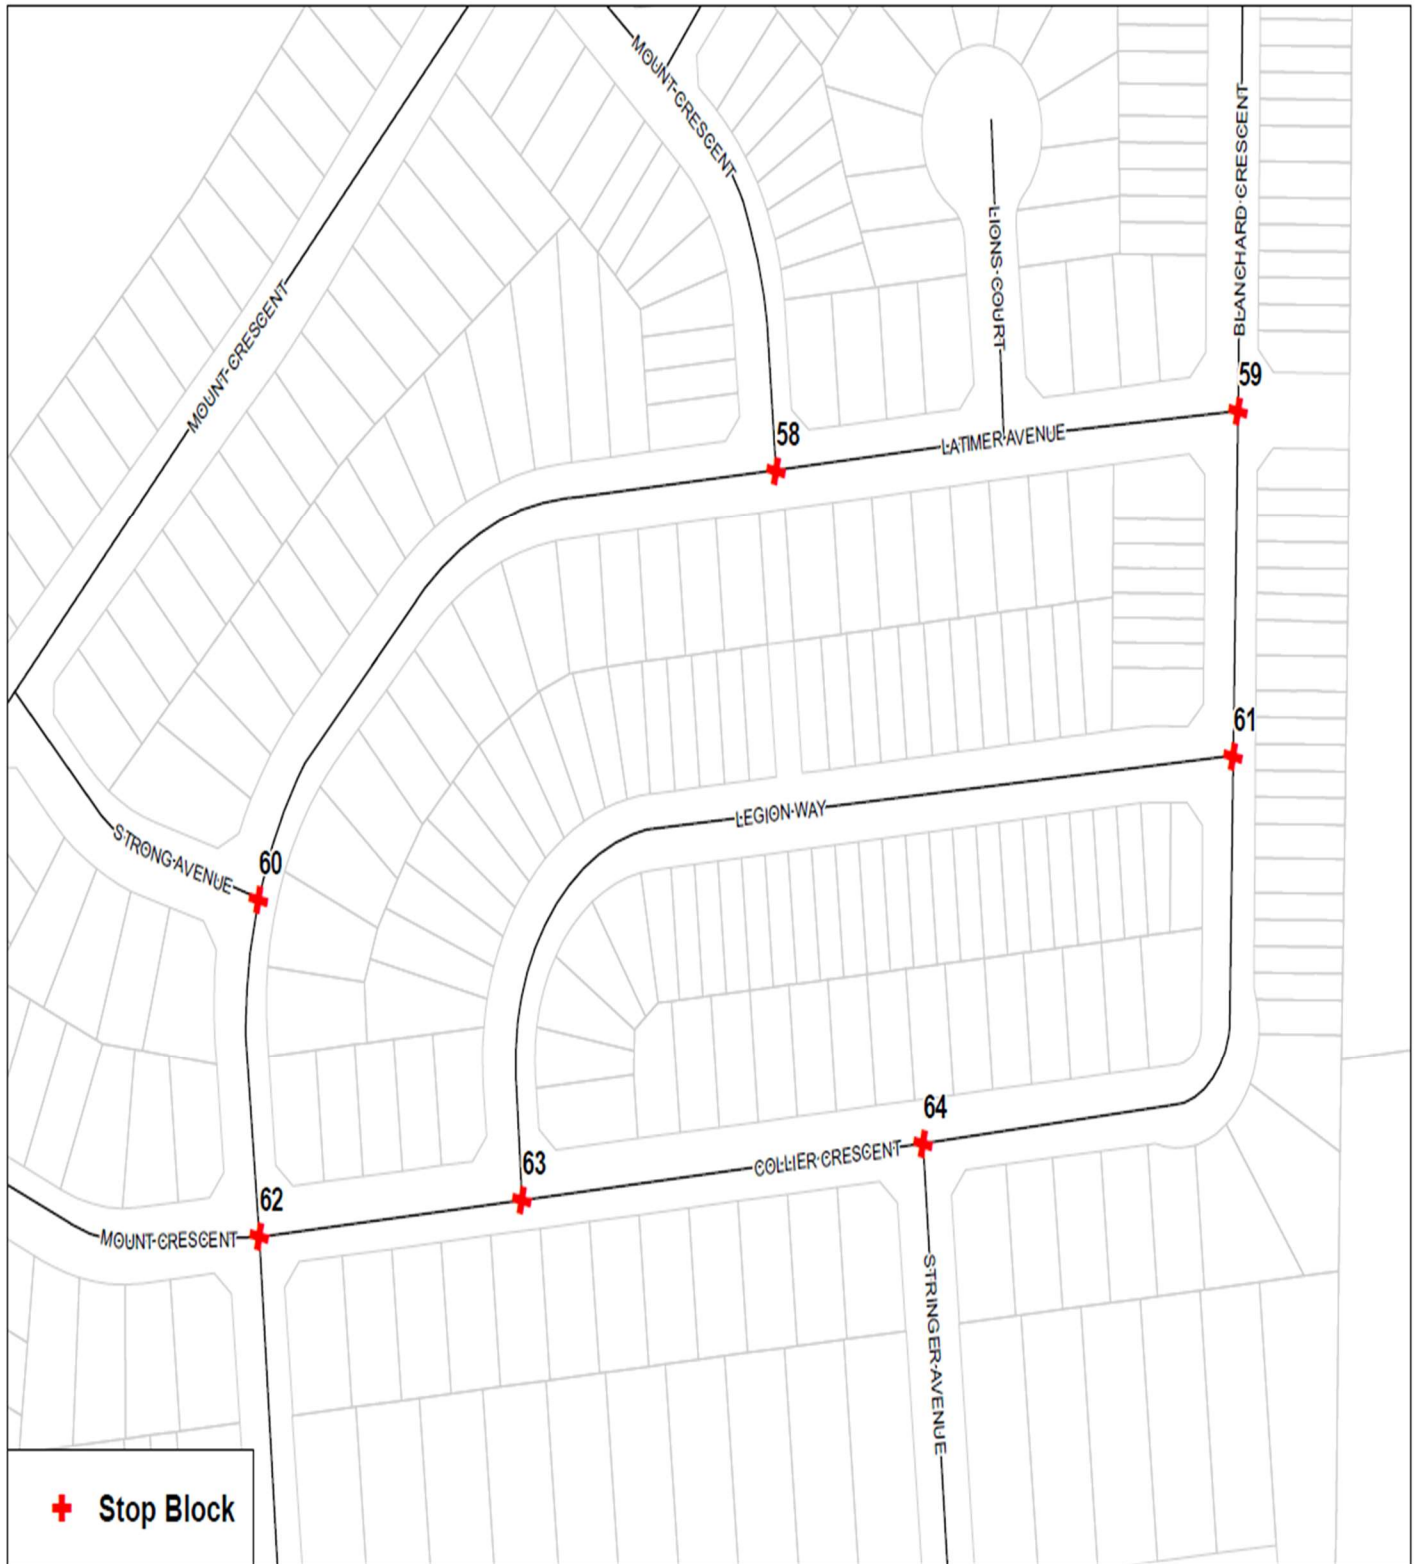 MOUNT CRESCENT
BLANCHARD CRESCENT
LIONS COURT
MOUNT CRESCENT
59
58
LATIMER AVENUE
61
LEGION WAY
STRONG AVENUE
60
64
COLLIER CRESCENT
63
62
MOUNT CRESCENT
STRINGER AVENUE
Stop Block